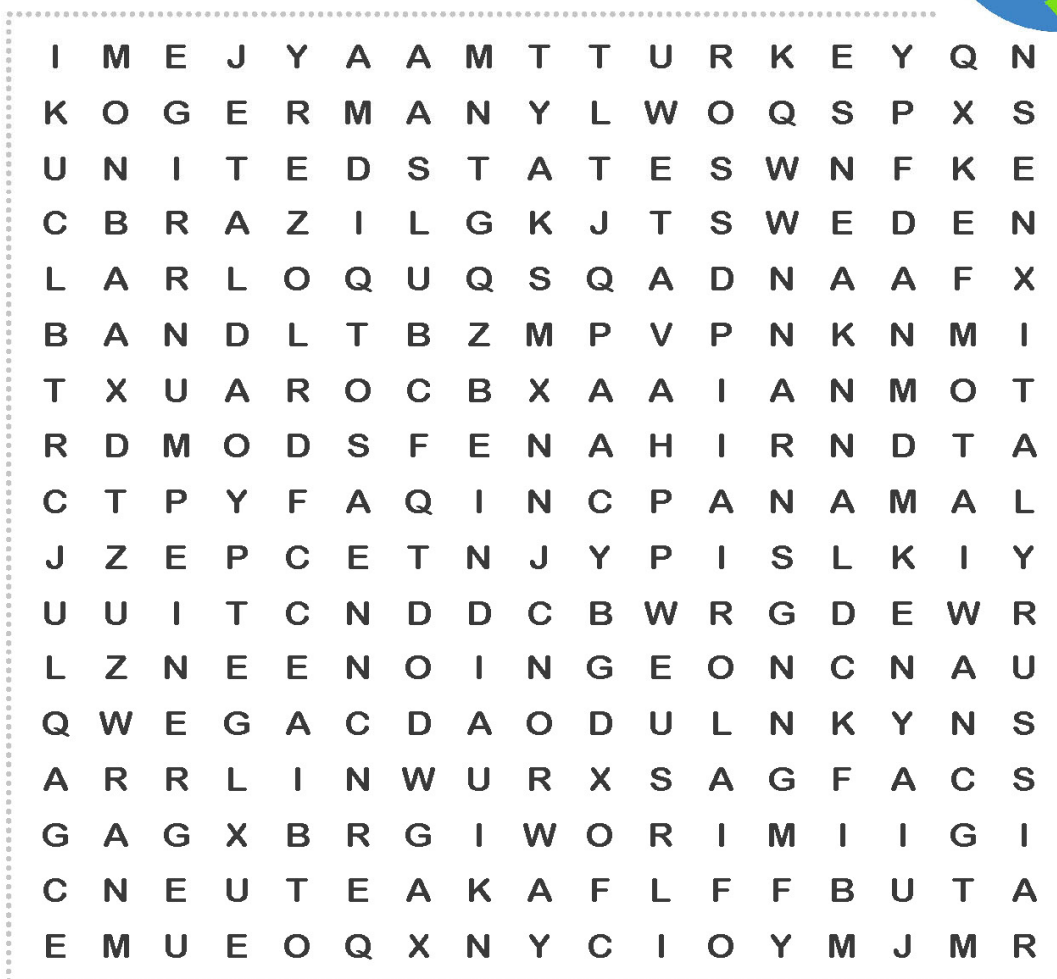 I M E J Y A A M T T U R K E Y Q N
K O G E R M A N Y L W O Q S P X S
U N I T E D S T A T E S W N F K E
C B R A Z I L G K J T S W E D E N
L A R L O Q U Q S Q A D N A A F X
B A N D L T B Z M P V P N K N M I
T X U A R O C B X A A I A N M O T
R D M O D S F E N A H I R N D T A
C T P Y F A Q I N C P A N A M A L
J Z E P C E T N J Y P I S L K I Y
U U I T C N D D C B W R G D E W R
L Z N E E N O I N G E O N C N A U
Q W E G A C D A O D U L N K Y N S
A R R L I N W U R X S A G F A C S
G A G X B R G I W O R I M I I G I
C N E U T E A K A F L F F B U T A
E M U E O Q X N Y C I O Y M J M R